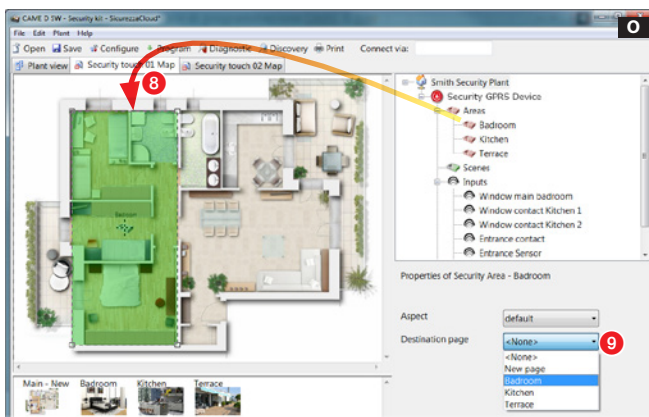 CAME D SW - Security kit - SicurezzaCloud*
O
File Edit Plant Help
Open Save Configure Program Diagnostic Discovery Print Connect via:
Plant view Security touch 01 Map Security touch 02 Map
8
Smith Security Plant
Security GPRS Device
Areas
Badroom
Kitchen
Terrace
Scenes
Inputs
Window main badroom
Window contact Kitchen 1
Window contact Kitchen 2
Entrance contact
Entrance Sensor
Badroom
Properties of Security Area - Badroom
Aspect default
Destination page <None> 9
<None>
New page
Badroom
Kitchen
Terrace
Main - New Badroom Kitchen Terrace